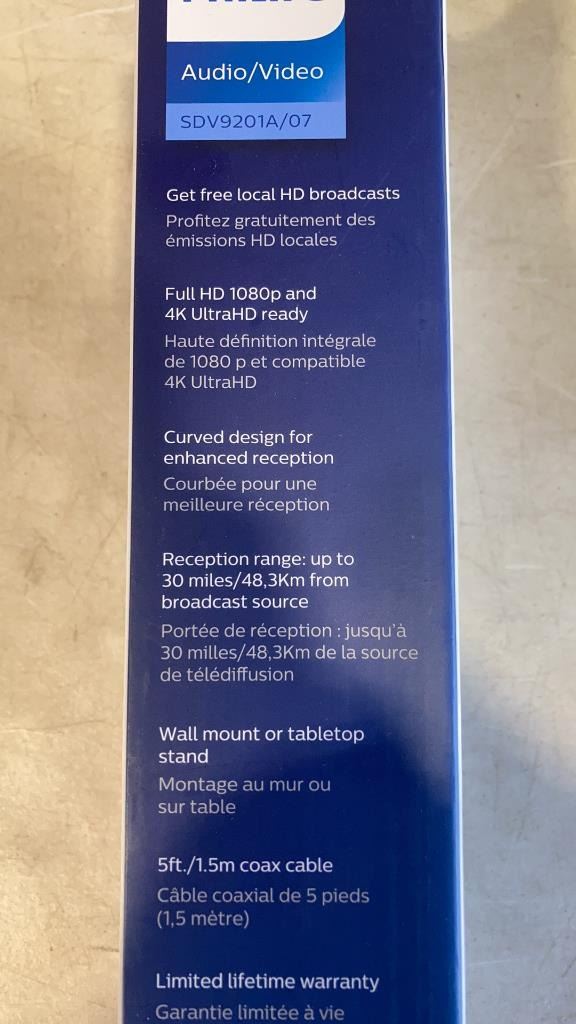 PHILIPS
Audio/Video
SDV9201A/07
Get free local HD broadcasts
Profitez gratuitement des
émissions HD locales
Full HD 1080p and
4K UltraHD ready
Haute définition intégrale
de 1080 p et compatible
4K UltraHD
Curved design for
enhanced reception
Courbée pour une
meilleure réception
Reception range: up to
30 miles/48,3Km from
broadcast source
Portée de réception : jusqu'à
30 milles/48,3Km de la source
de télédiffusion
Wall mount or tabletop
stand
Montage au mur ou
sur table
5ft./1.5m coax cable
Câble coaxial de 5 pieds
(1,5 mètre)
Limited lifetime warranty
Garantie limitée à vie